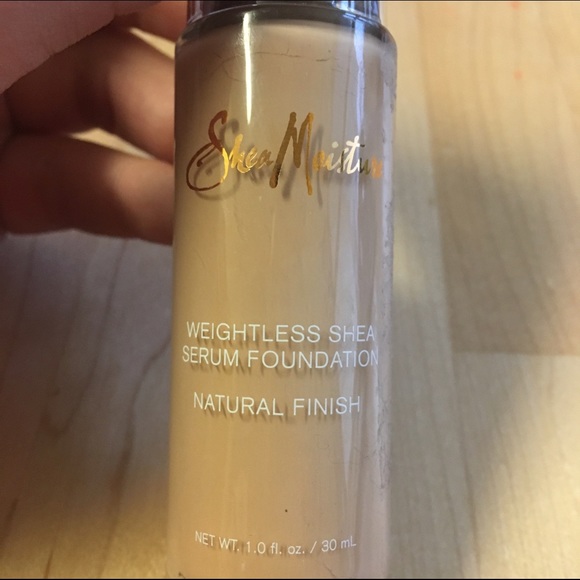 SheaMoisture
WEIGHTLESS SHEA
SERUM FOUNDATION
NATURAL FINISH
NET WT. 1.0 fl. oz. / 30 mL